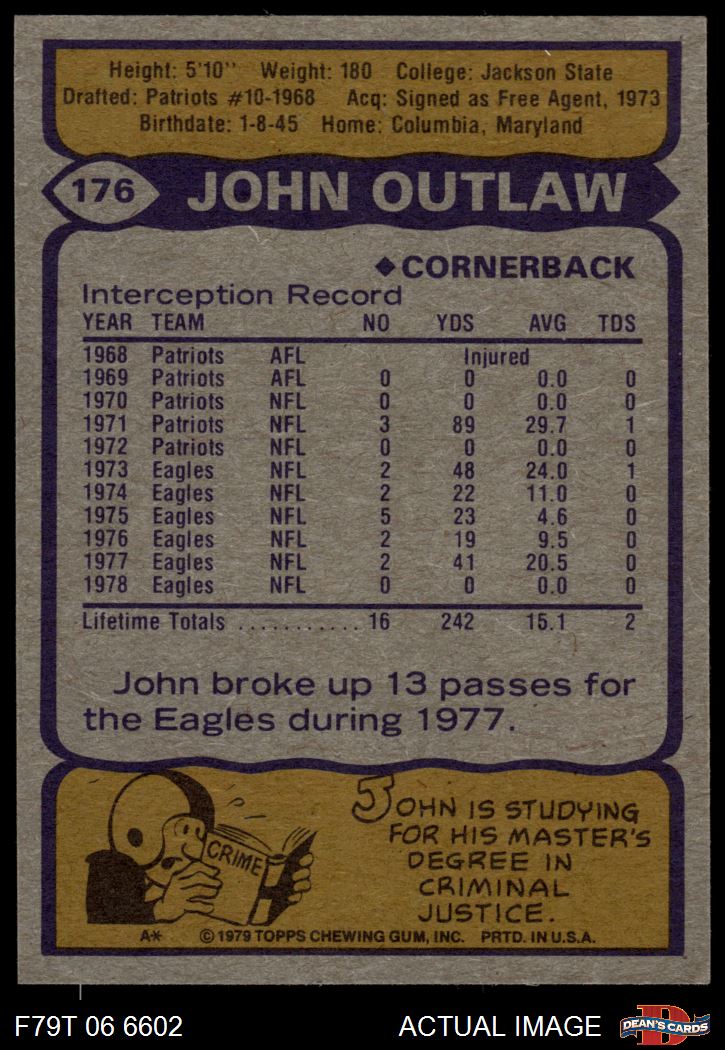 Height: 5'10" Weight: 180 College: Jackson State
Drafted: Patriots #10-1968 Acq: Signed as Free Agent, 1973
Birthdate: 1-8-45 Home: Columbia, Maryland
176 JOHN OUTLAW
◆CORNERBACK
Interception Record
YEAR TEAM NO YDS AVG TDS
1968 Patriots AFL Injured
1969 Patriots AFL 0 0 0.0 0
1970 Patriots NFL 0 0 0.0 0
1971 Patriots NFL 3 89 29.7 1
1972 Patriots NFL 0 0 0.0 0
1973 Eagles NFL 2 48 24.0 1
1974 Eagles NFL 2 22 11.0 0
1975 Eagles NFL 5 23 4.6 0
1976 Eagles NFL 2 19 9.5 0
1977 Eagles NFL 2 41 20.5 0
1978 Eagles NFL 0 0 0.0 0
Lifetime Totals ........... 16 242 15.1 2
John broke up 13 passes for
the Eagles during 1977.
CRIME
JOHN IS STUDYING
FOR HIS MASTER'S
DEGREE IN
CRIMINAL
JUSTICE.
A* © 1979 TOPPS CHEWING GUM, INC. PRTD. IN U.S.A.
F79T 06 6602 ACTUAL IMAGE D DEAN'S CARDS